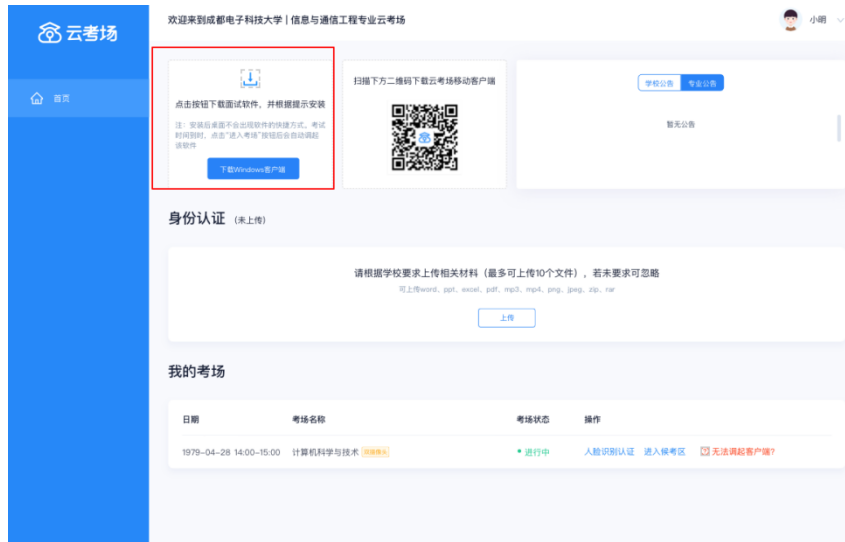 云考场
欢迎来到成都电子科技大学 | 信息与通信工程专业云考场
小明
首页
点击按钮下载面试软件，并根据提示安装
注：安装后桌面不会出现软件的快捷方式。考试
时间到时，点击"进入考场"按钮后会自动调起
该软件
下载Windows客户端
扫描下方二维码下载云考场移动客户端
学校公告 专业公告
暂无公告
身份认证 (未上传)
请根据学校要求上传相关材料（最多可上传10个文件），若未要求可忽略
可上传word、ppt、excel、pdf、mp3、mp4、png、jpeg、zip、rar
上传
我的考场
日期 考场名称 考场状态 操作
1979-04-28 14:00-15:00 计算机科学与技术 进行中 人脸识别认证 进入候考区 无法调起客户端?